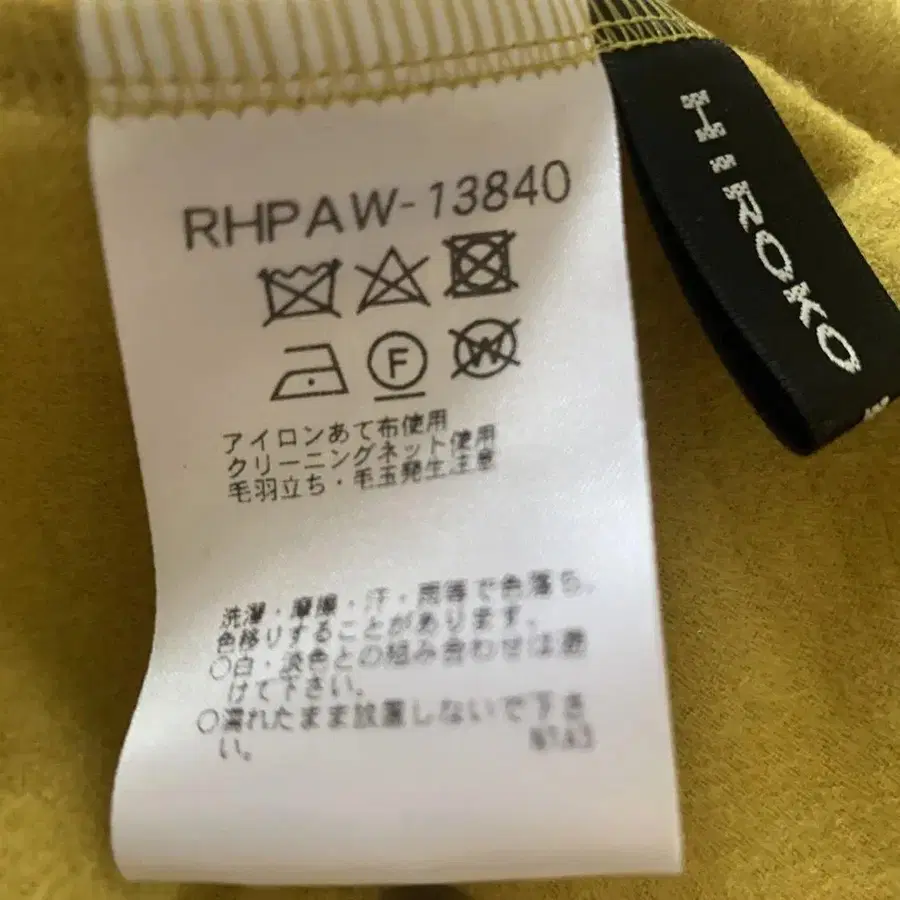 RHPAW-13840
F
W
アイロンあて布使用
クリーニングネット使用
毛羽立ち・毛玉発生注意
洗濯・摩擦・汗・雨等で色落ち、
色移りすることがあります。
○白・淡色との組み合わせは避
けて下さい。
○濡れたまま放置しないで下さ
い。
HIROKO